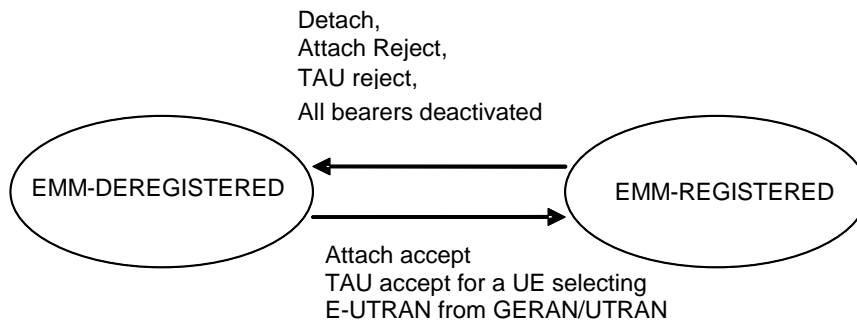 Detach,
Attach Reject,
TAU reject,
All bearers deactivated
EMM-DEREGISTERED
EMM-REGISTERED
Attach accept
TAU accept for a UE selecting
E-UTRAN from GERAN/UTRAN